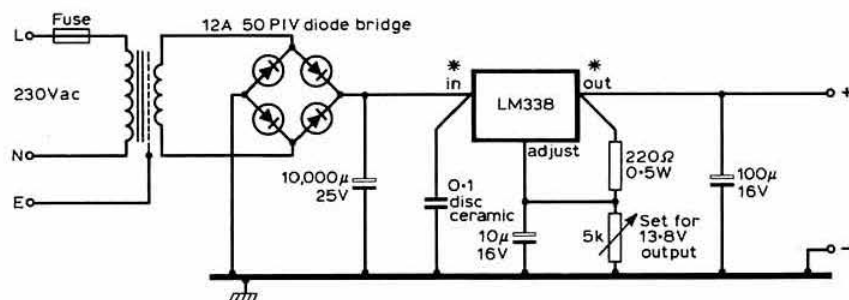 Fuse
L
12A 50 PIV diode bridge
230Vac
N
E
10,000µ
25V
*
in
LM338
*
out
adjust
0·1
disc
ceramic
10µ
16V
220Ω
0·5W
5k
Set for
13·8V
output
100µ
16V
+
−